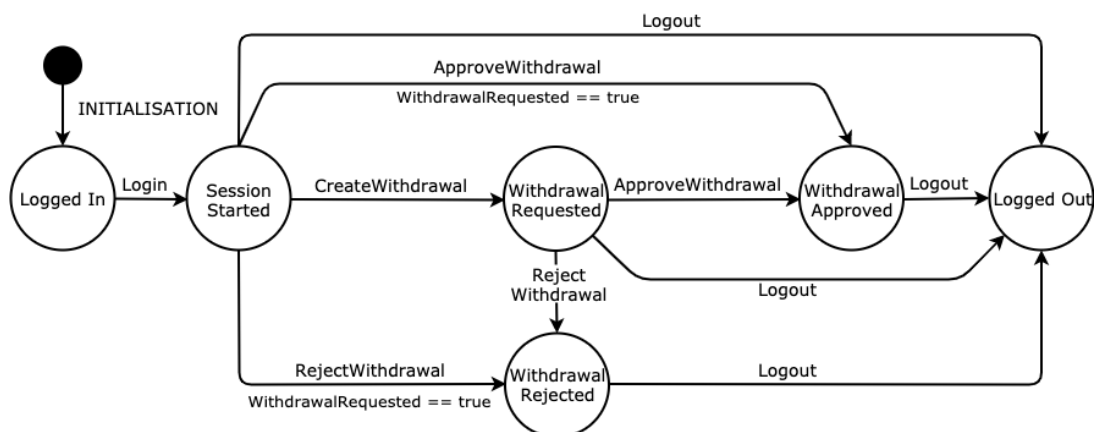 Logout
ApproveWithdrawal
WithdrawalRequested == true
INITIALISATION
Logged In
Login
Session
Started
CreateWithdrawal
Withdrawal
Requested
ApproveWithdrawal
Withdrawal
Approved
Logout
Logged Out
Reject
Withdrawal
Logout
RejectWithdrawal
WithdrawalRequested == true
Withdrawal
Rejected
Logout